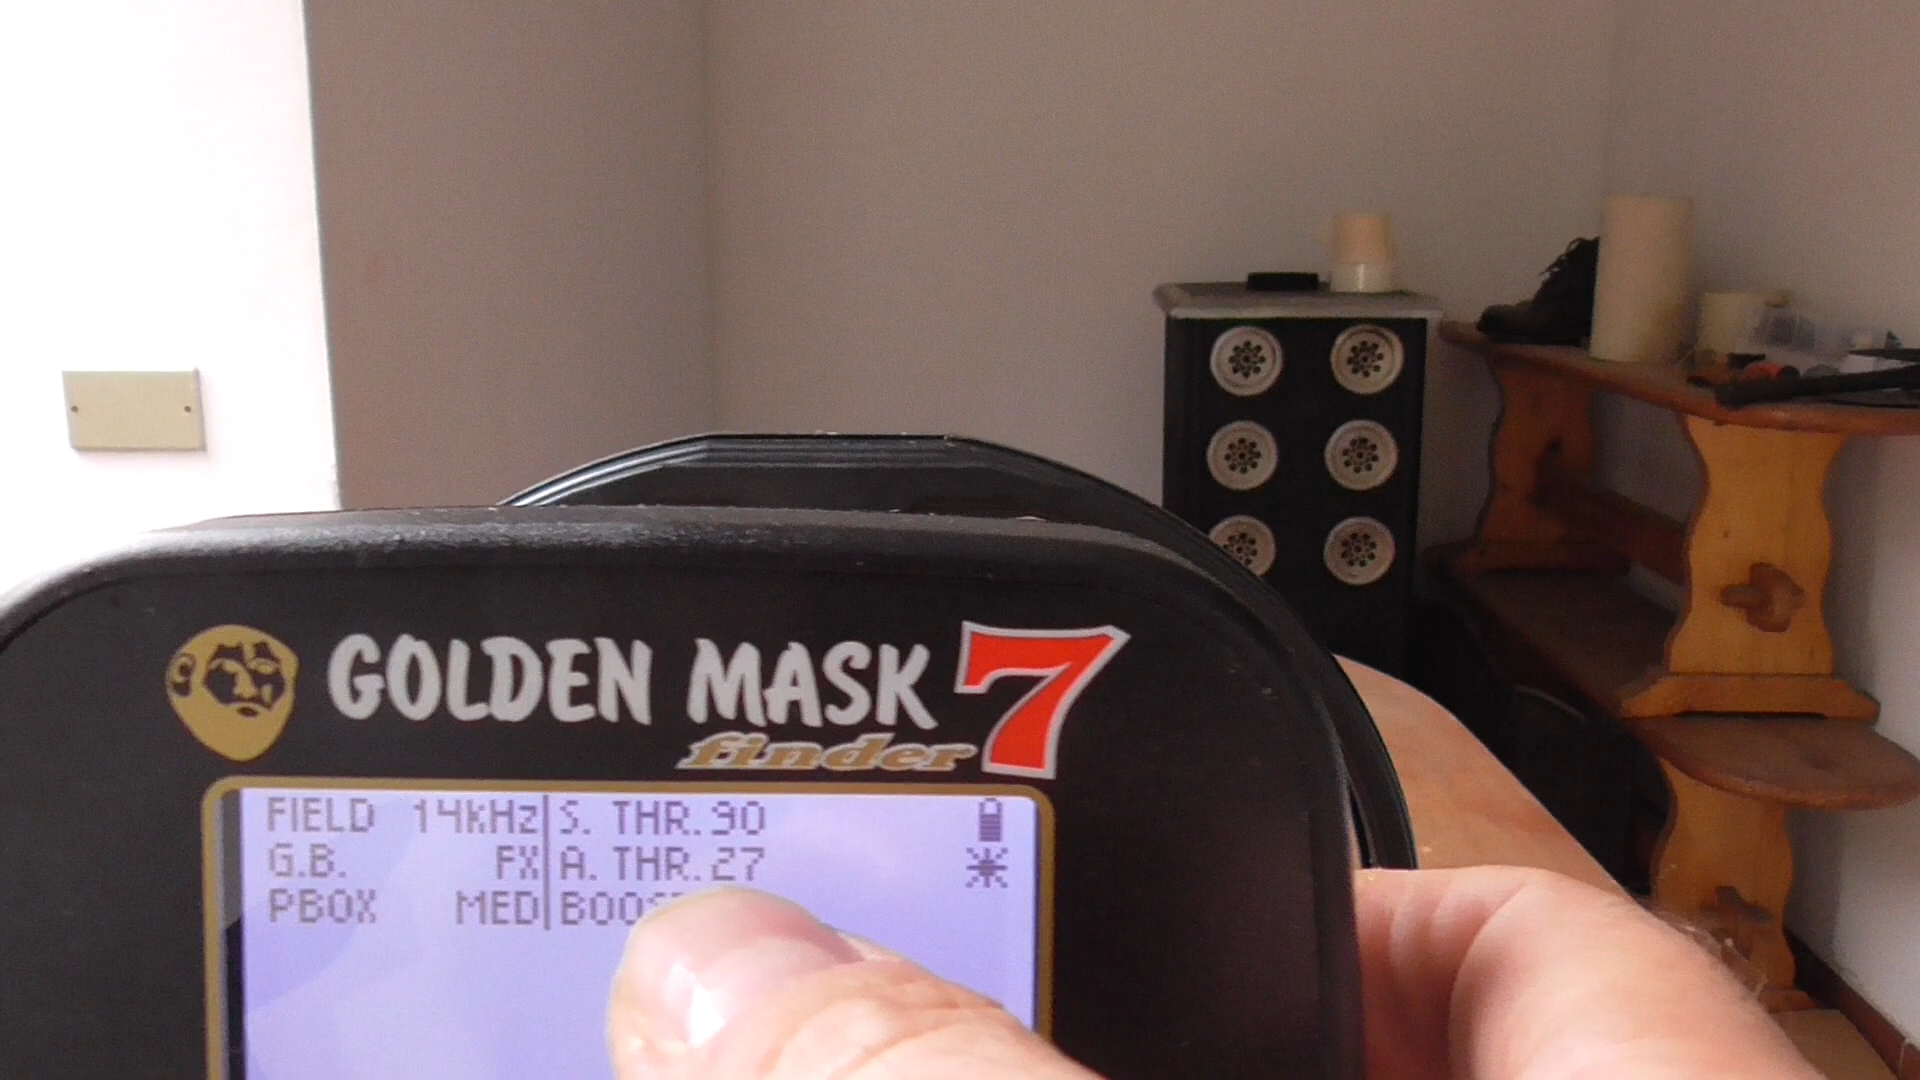 GOLDEN MASK 7
finder
FIELD 14kHz S. THR. 90
G.B. FX A. THR. 27
PBOX MED